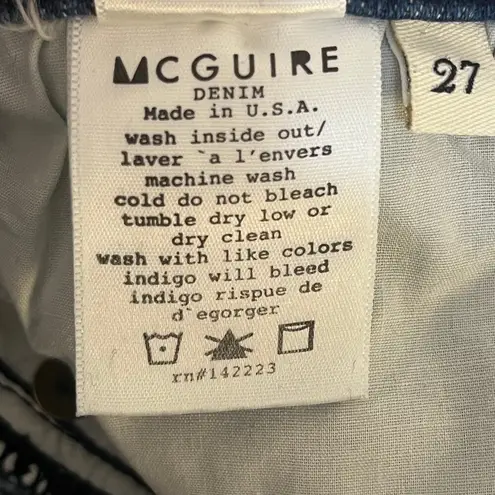 MCGUIRE
DENIM
Made in U.S.A.
wash inside out/
laver `a l'envers
machine wash
cold do not bleach
tumble dry low or
dry clean
wash with like colors
indigo will bleed
indigo rispue de
d`egorger
rn#142223
27